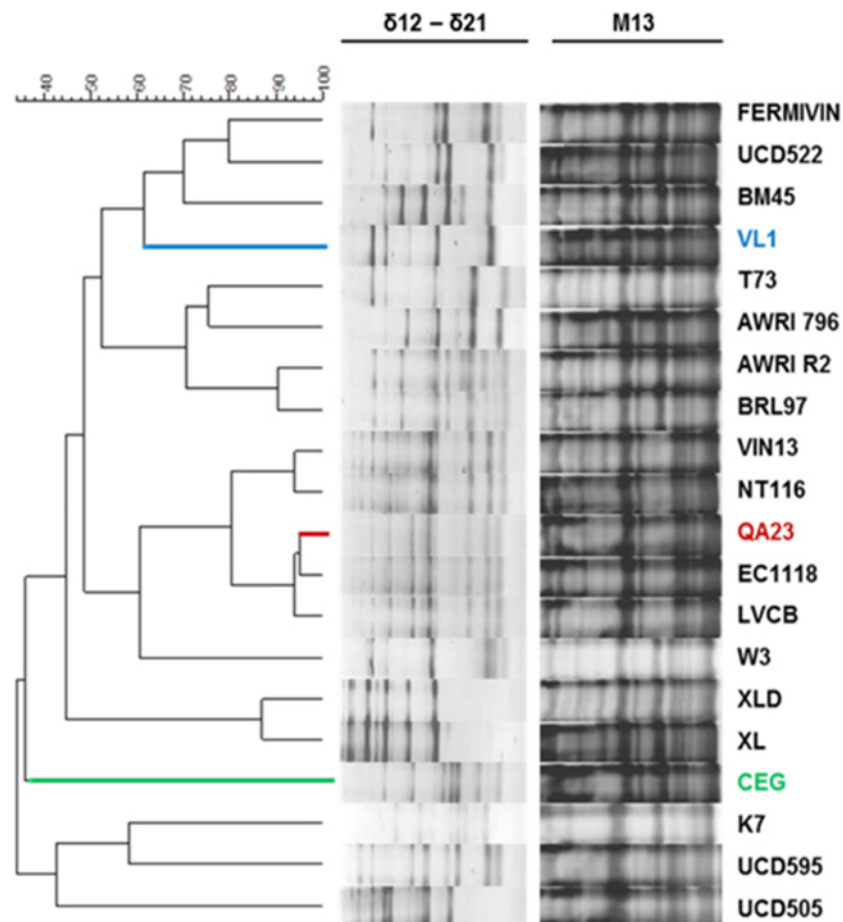 δ12 – δ21 M13
40 50 60 70 80 90 100
FERMIVIN
UCD522
BM45
VL1
T73
AWRI 796
AWRI R2
BRL97
VIN13
NT116
QA23
EC1118
LVCB
W3
XLD
XL
CEG
K7
UCD595
UCD505